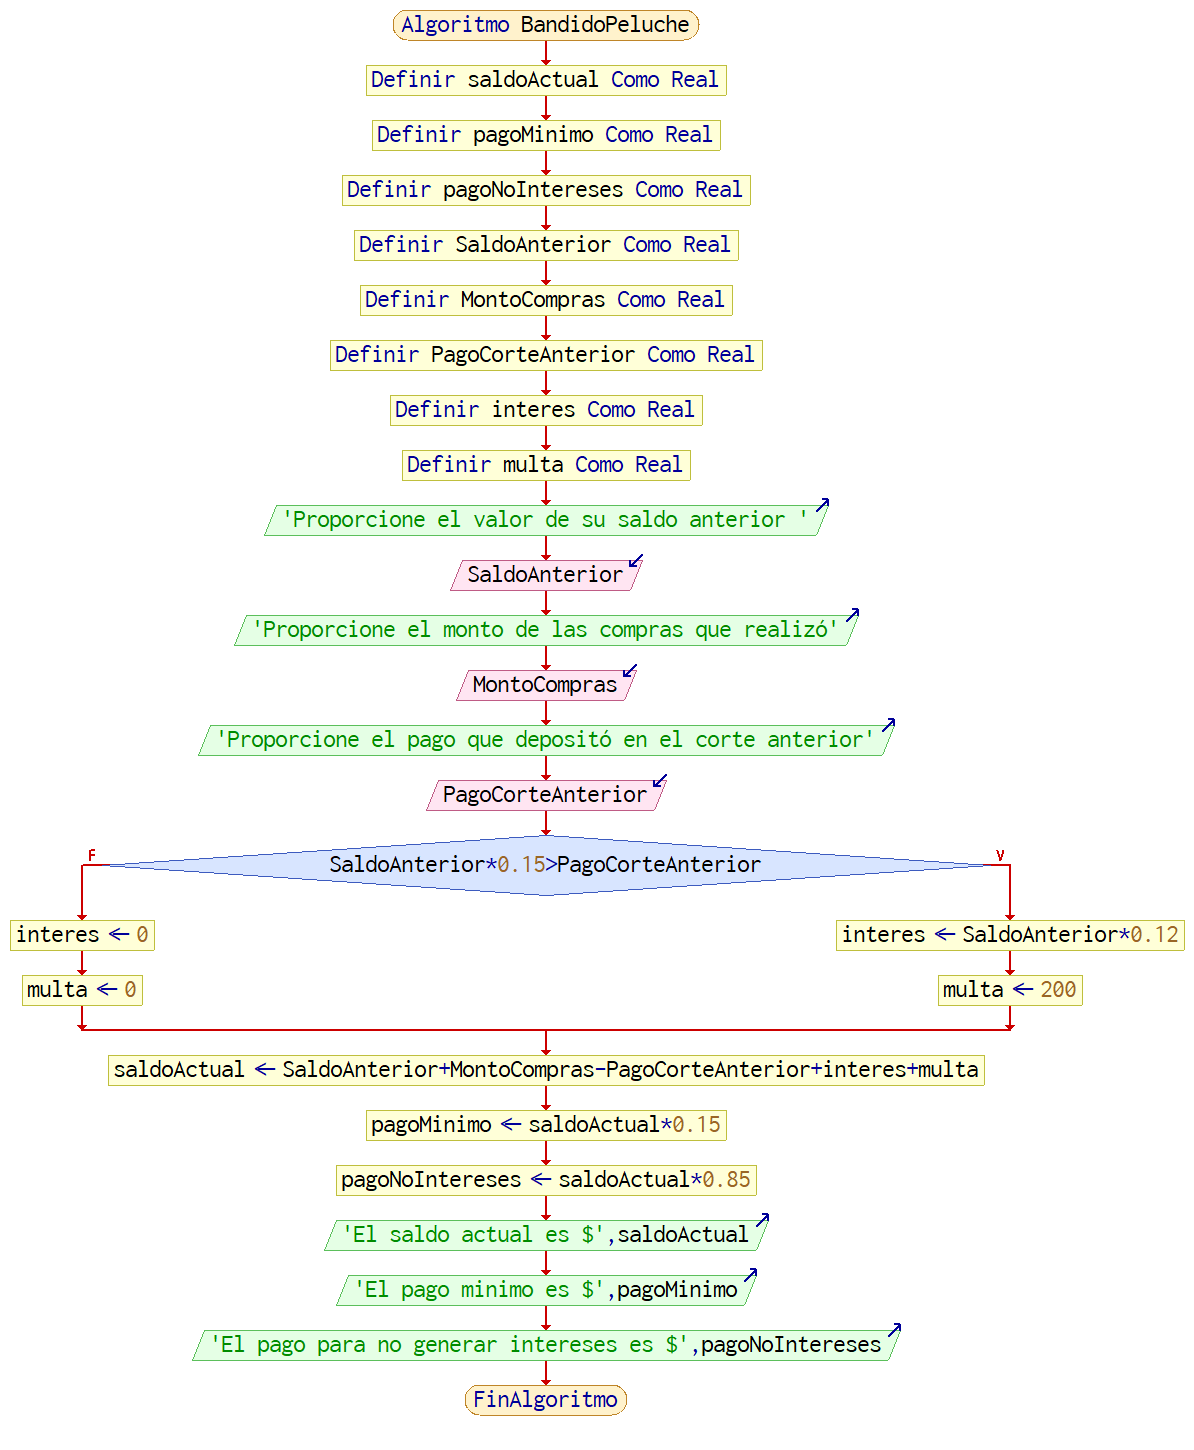 Algoritmo BandidoPeluche
Definir saldoActual Como Real
Definir pagoMinimo Como Real
Definir pagoNoIntereses Como Real
Definir SaldoAnterior Como Real
Definir MontoCompras Como Real
Definir PagoCorteAnterior Como Real
Definir interes Como Real
Definir multa Como Real
'Proporcione el valor de su saldo anterior '
SaldoAnterior
'Proporcione el monto de las compras que realizó'
MontoCompras
'Proporcione el pago que depositó en el corte anterior'
PagoCorteAnterior
F
V
SaldoAnterior*0.15>PagoCorteAnterior
interes ← 0
interes ← SaldoAnterior*0.12
multa ← 0
multa ← 200
saldoActual ← SaldoAnterior+MontoCompras-PagoCorteAnterior+interes+multa
pagoMinimo ← saldoActual*0.15
pagoNoIntereses ← saldoActual*0.85
'El saldo actual es $',saldoActual
'El pago minimo es $',pagoMinimo
'El pago para no generar intereses es $',pagoNoIntereses
FinAlgoritmo